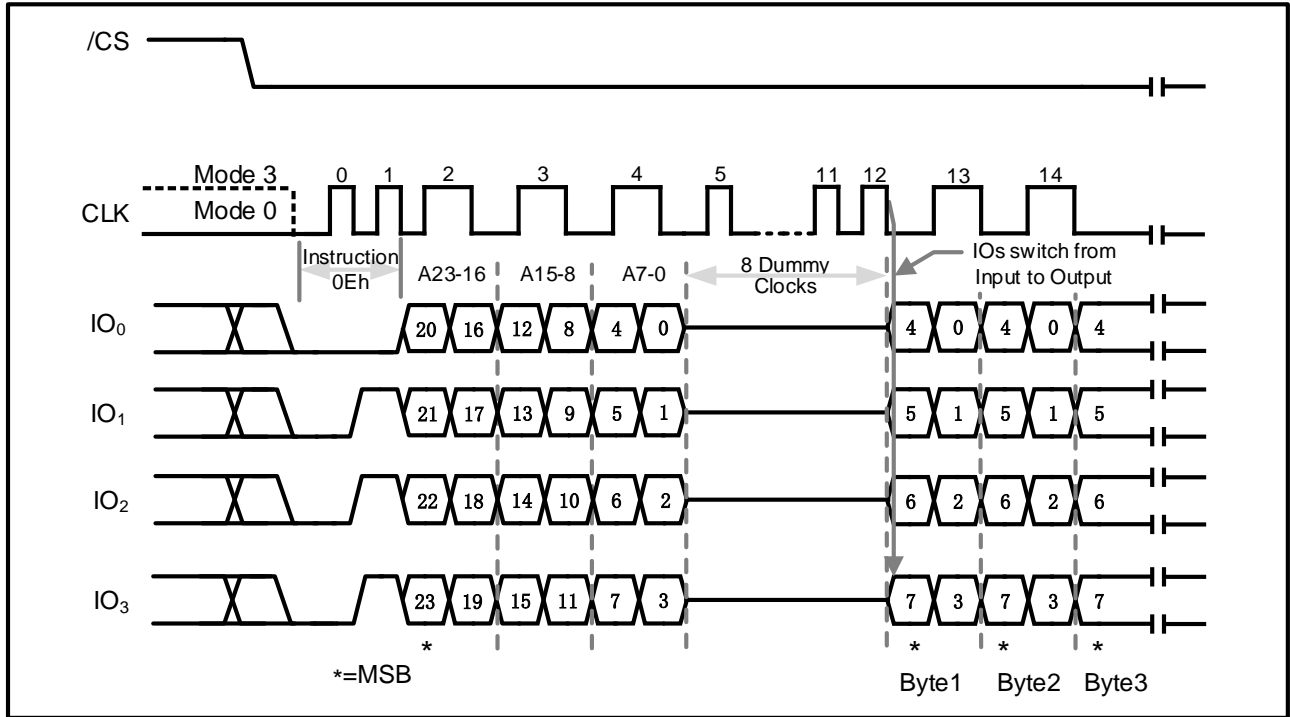 /CS
Mode 3
0 1 2 3 4 5 11 12 13 14
CLK
Mode 0
Instruction
0Eh
A23-16 A15-8 A7-0
8 Dummy
Clocks
IOs switch from
Input to Output
IO₀
20 16 12 8 4 0 4 0 4 0 4
IO₁
21 17 13 9 5 1 5 1 5 1 5
IO₂
22 18 14 10 6 2 6 2 6 2 6
IO₃
23 19 15 11 7 3 7 3 7 3 7
* * * *
*=MSB
Byte1 Byte2 Byte3